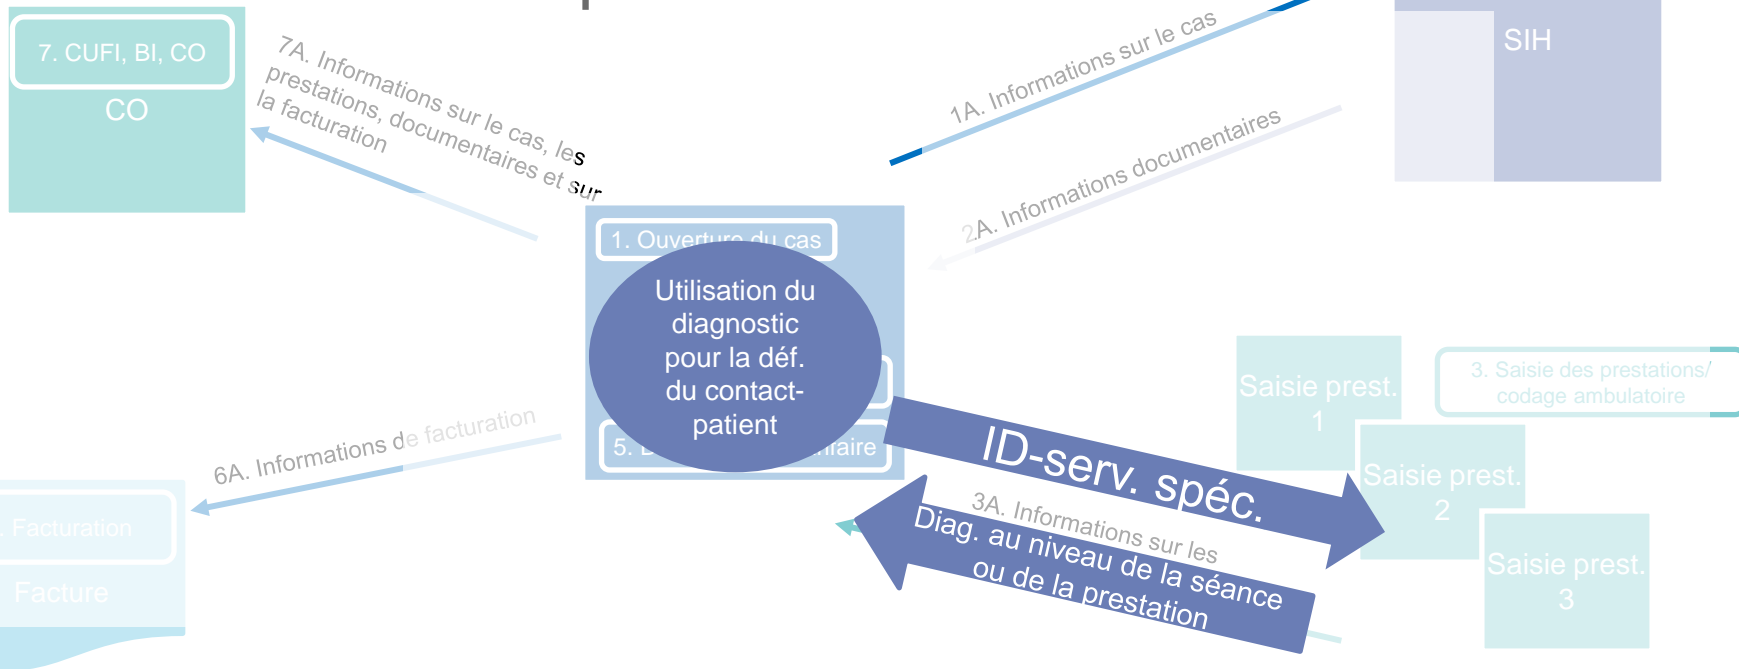 7. CUFI, BI, CO
CO
7A. Informations sur le cas, les
prestations, documentaires et sur
la facturation
1A. Informations sur le cas
2A. Informations documentaires
SIH
1. Ouverture du cas
Utilisation du
diagnostic
pour la déf.
du contact-
patient
5.
6A. Informations de facturation
Facturation
Facture
ID-serv. spéc.
3A. Informations sur les
Diag. au niveau de la séance
ou de la prestation
Saisie prest.
1
3. Saisie des prestations/
codage ambulatoire
Saisie prest.
2
Saisie prest.
3